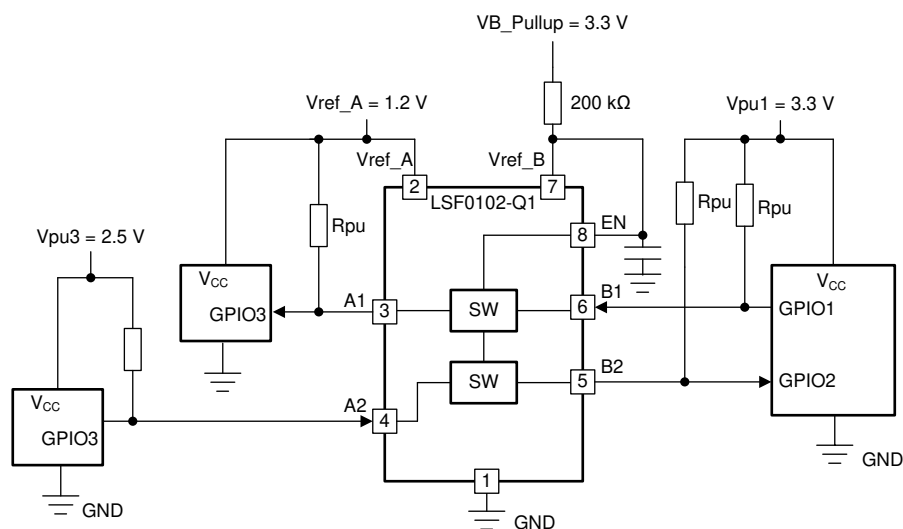 VB_Pullup = 3.3 V
200 kΩ
Vref_A = 1.2 V
Vpu1 = 3.3 V
Vref_A
Vref_B
2
7
LSF0102-Q1
EN
8
Rpu
Rpu
Rpu
Vpu3 = 2.5 V
VCC
GPIO3
A1
3
SW
6
B1
VCC
GPIO1
SW
5
B2
GPIO2
VCC
GPIO3
A2
4
1
GND
GND
GND